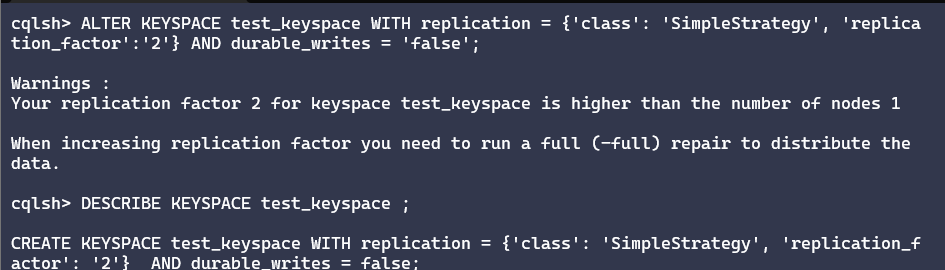 cqlsh> ALTER KEYSPACE test_keyspace WITH replication = {'class': 'SimpleStrategy', 'replica
tion_factor':'2'} AND durable_writes = 'false';
Warnings :
Your replication factor 2 for keyspace test_keyspace is higher than the number of nodes 1
When increasing replication factor you need to run a full (-full) repair to distribute the
data.
cqlsh> DESCRIBE KEYSPACE test_keyspace ;
CREATE KEYSPACE test_keyspace WITH replication = {'class': 'SimpleStrategy', 'replication_f
actor': '2'}  AND durable_writes = false;